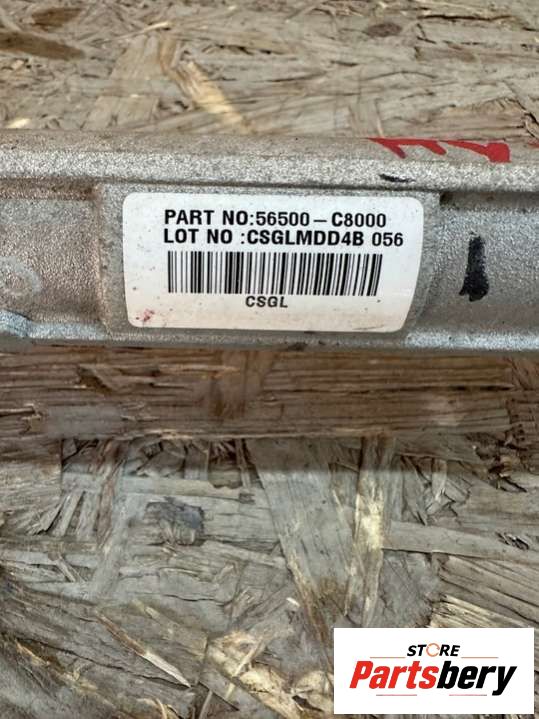 PART NO:56500-C8000
LOT NO :CSGLMDD4B 056
CSGL
STORE
Partsbery